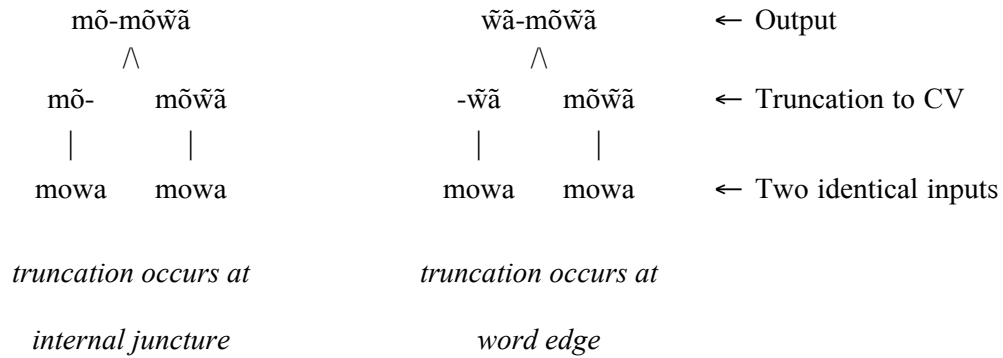 mõ-mõw̃ã w̃ã-mõw̃ã ← Output
/\ /\
mõ- mõw̃ã -w̃ã mõw̃ã ← Truncation to CV
| | | |
mowa mowa mowa mowa ← Two identical inputs
truncation occurs at truncation occurs at
internal juncture word edge